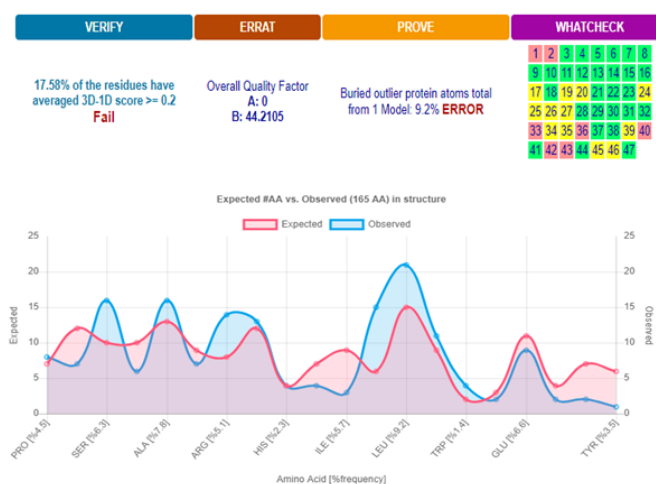 VERIFY
ERRAT
PROVE
WHATCHECK
17.58% of the residues have
averaged 3D-1D score >= 0.2
Fail
Overall Quality Factor
A: 0
B: 44.2105
Buried outlier protein atoms total
from 1 Model: 9.2% ERROR
1 2 3 4 5 6 7 8
9 10 11 12 13 14 15 16
17 18 19 20 21 22 23 24
25 26 27 28 29 30 31 32
33 34 35 36 37 38 39 40
41 42 43 44 45 46 47
Expected #AA vs. Observed (165 AA) in structure
Expected Observed
25 25
20 20
15 15
10 10
5 5
0 0
Expected
Observed
PRO [%4.5]
SER [%6.3]
ALA [%7.8]
ARG [%5.1]
HIS [%2.3]
ILE [%5.7]
LEU [%9.2]
TRP [%1.4]
GLU [%6.6]
TYR [%3.5]
Amino Acid [%frequency]